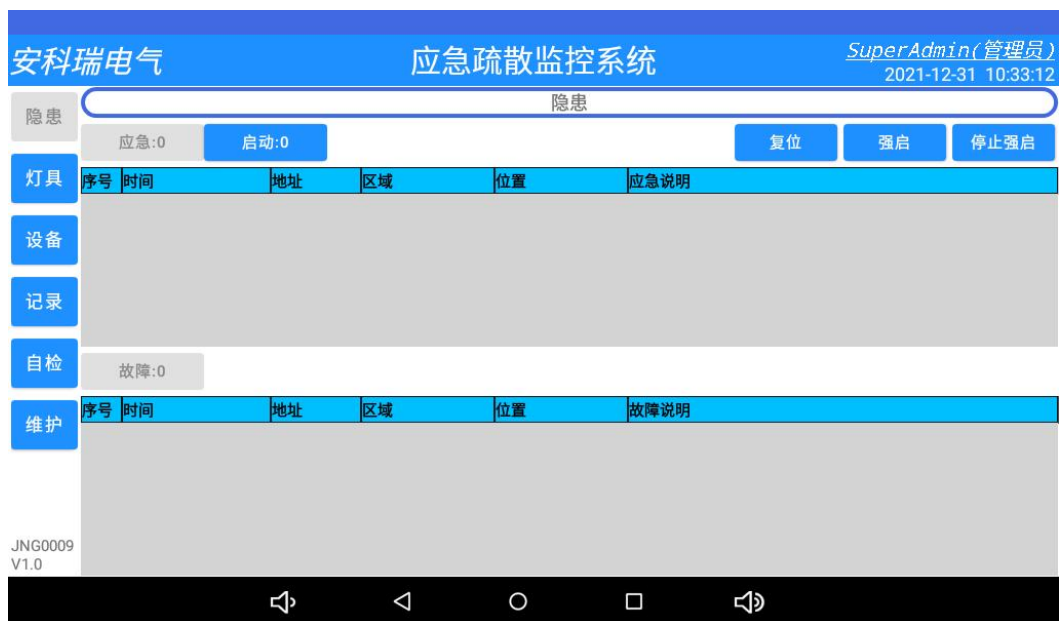 安科瑞电气 应急疏散监控系统 SuperAdmin(管理员)
2021-12-31 10:33:12
隐患
隐患
应急:0 启动:0 复位 强启 停止强启
灯具
序号 时间 地址 区域 位置 应急说明
设备
记录
自检
故障:0
维护
序号 时间 地址 区域 位置 故障说明
JNG0009
V1.0